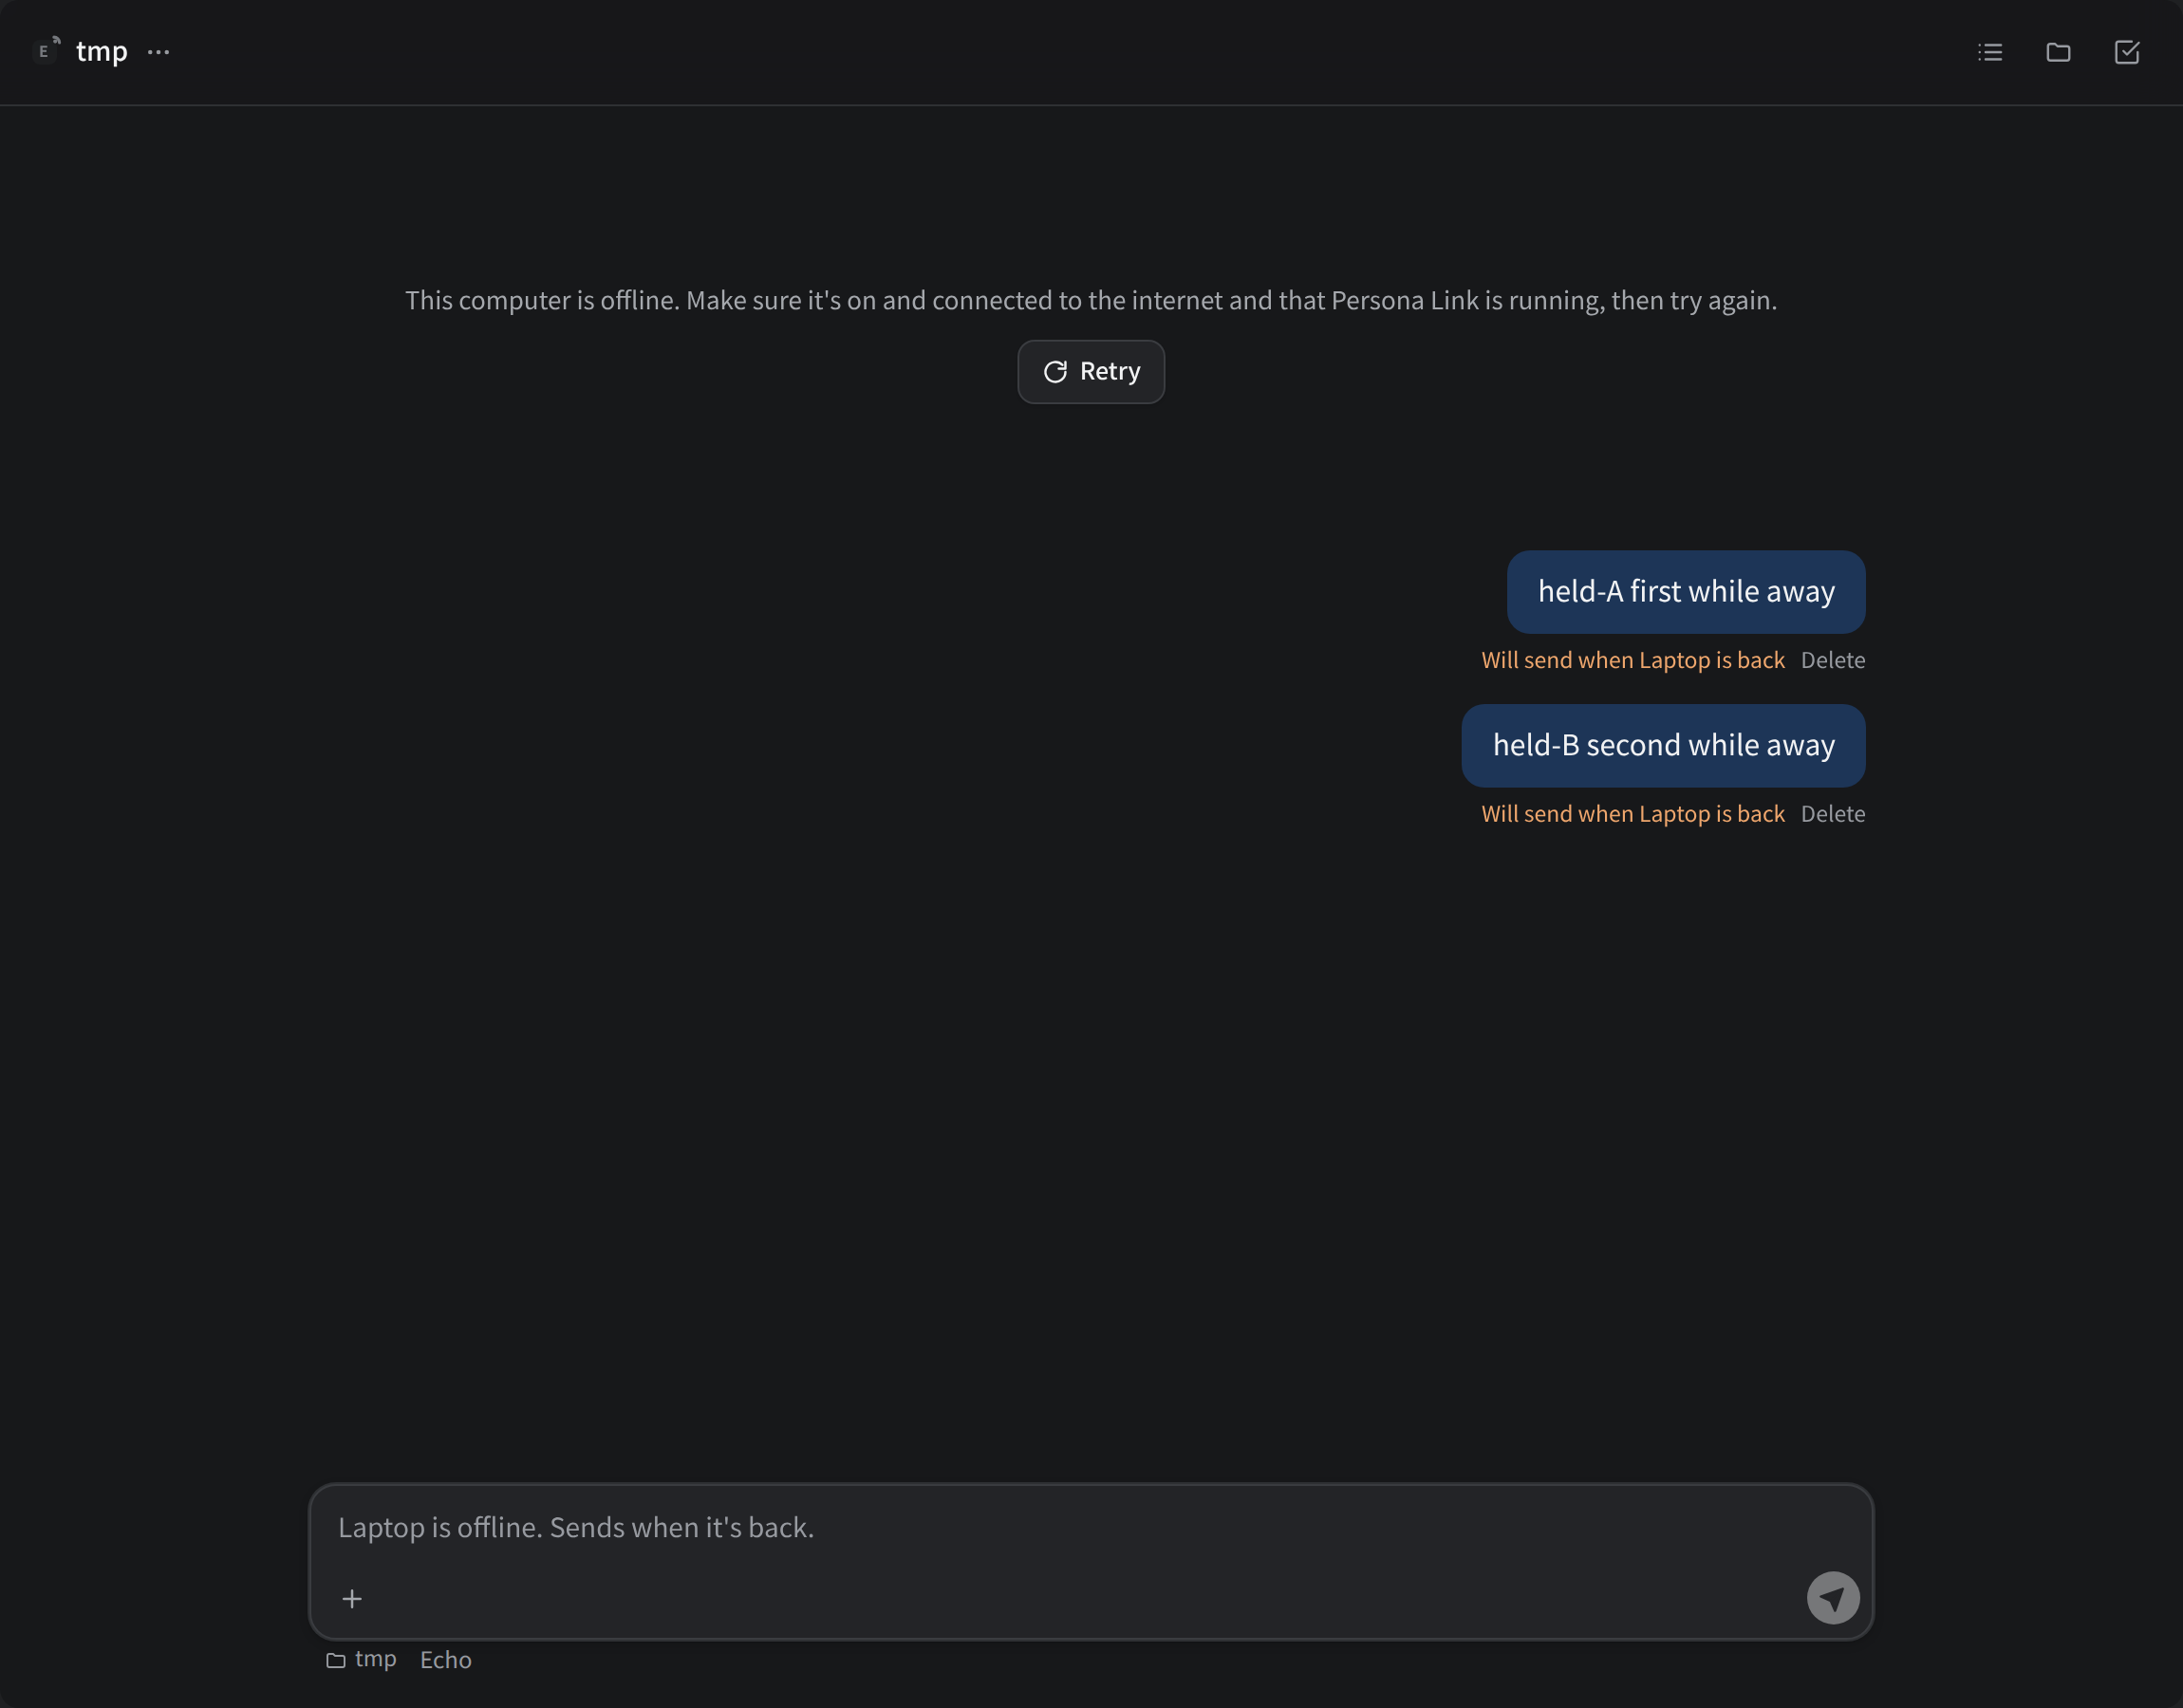 E tmp ...
This computer is offline. Make sure it's on and connected to the internet and that Persona Link is running, then try again.
Retry
held-A first while away
Will send when Laptop is back Delete
held-B second while away
Will send when Laptop is back Delete
Laptop is offline. Sends when it's back.
tmp Echo